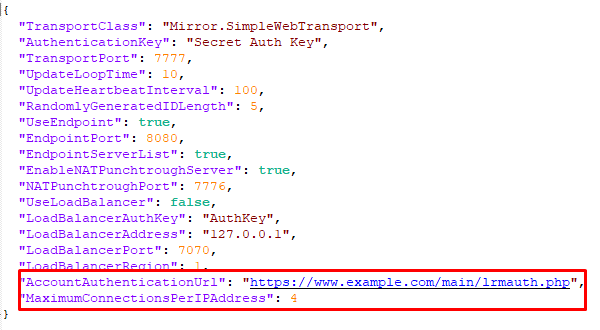 {
"TransportClass": "Mirror.SimpleWebTransport",
"AuthenticationKey": "Secret Auth Key",
"TransportPort": 7777,
"UpdateLoopTime": 10,
"UpdateHeartbeatInterval": 100,
"RandomlyGeneratedIDLength": 5,
"UseEndpoint": true,
"EndpointPort": 8080,
"EndpointServerList": true,
"EnableNATPunchtroughServer": true,
"NATPunchtroughPort": 7776,
"UseLoadBalancer": false,
"LoadBalancerAuthKey": "AuthKey",
"LoadBalancerAddress": "127.0.0.1",
"LoadBalancerPort": 7070,
"LoadBalancerRegion": 1,
"AccountAuthenticationUrl": "https://www.example.com/main/lrmauth.php",
"MaximumConnectionsPerIPAddress": 4
}